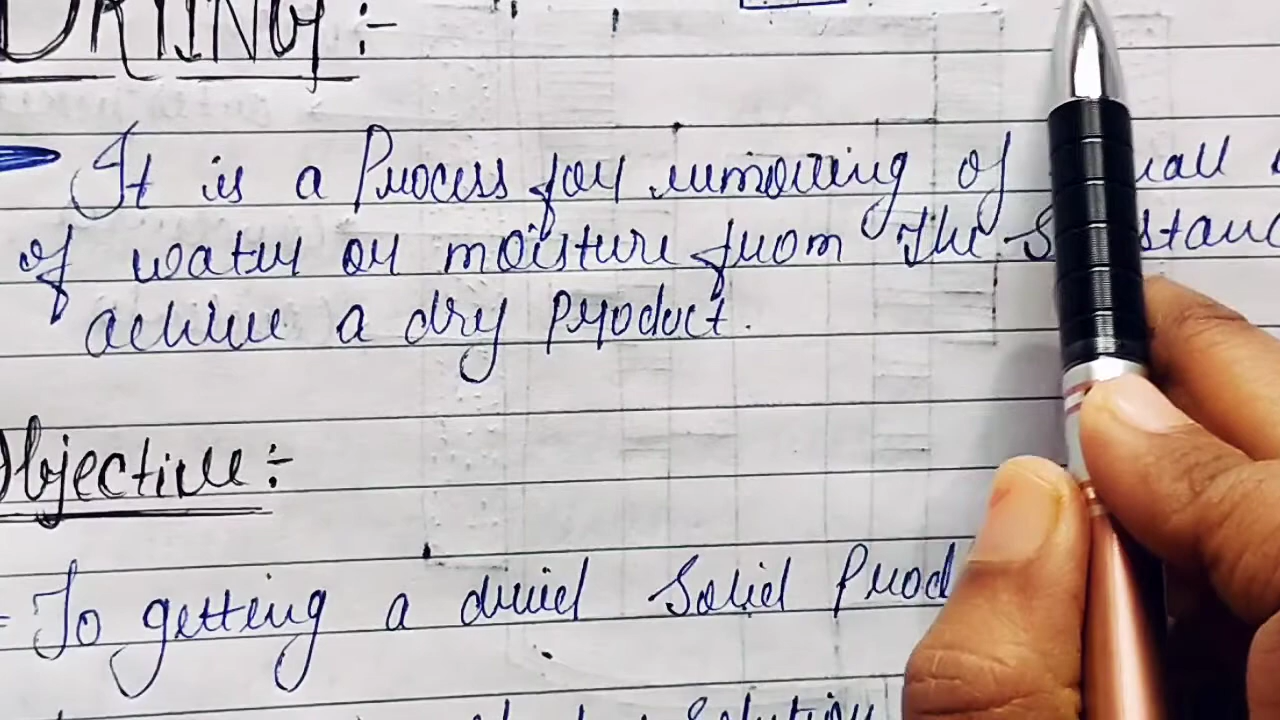 DRYING :-
It is a Process for removing of
of water or moisture from the
achieve a dry product.
Objective :-
To getting a dried Solid
solution